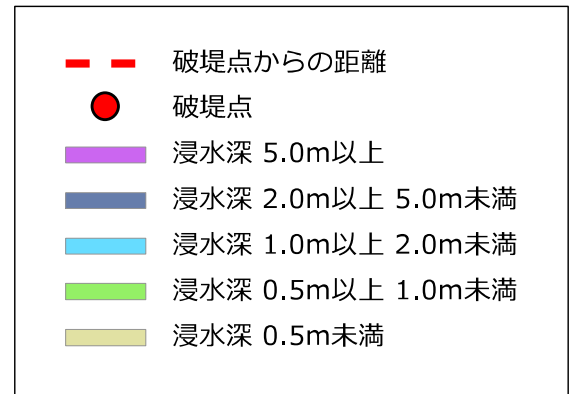 破堤点からの距離
破堤点
浸水深 5.0m以上
浸水深 2.0m以上 5.0m未満
浸水深 1.0m以上 2.0m未満
浸水深 0.5m以上 1.0m未満
浸水深 0.5m未満